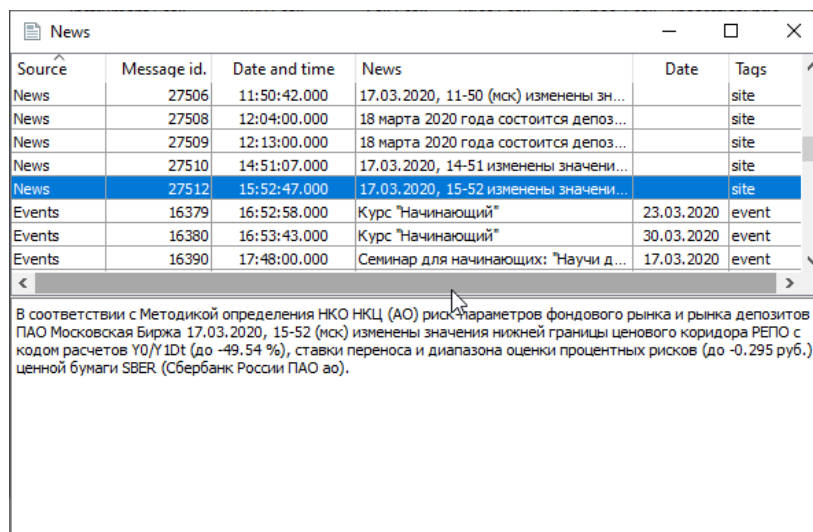 News
Source Message id. Date and time News Date Tags
News 27506 11:50:42.000 17.03.2020, 11-50 (мск) изменены зн... site
News 27508 12:04:00.000 18 марта 2020 года состоится депоз... site
News 27509 12:13:00.000 18 марта 2020 года состоится депоз... site
News 27510 14:51:07.000 17.03.2020, 14-51 изменены значени... site
News 27512 15:52:47.000 17.03.2020, 15-52 изменены значени... site
Events 16379 16:52:58.000 Курс "Начинающий" 23.03.2020 event
Events 16380 16:53:43.000 Курс "Начинающий" 30.03.2020 event
Events 16390 17:48:00.000 Семинар для начинающих: "Научи д... 17.03.2020 event
В соответствии с Методикой определения НКО НКЦ (АО) риск-параметров фондового рынка и рынка депозитов
ПАО Московская Биржа 17.03.2020, 15-52 (мск) изменены значения нижней границы ценового коридора РЕПО с
кодом расчетов Y0/Y1Dt (до -49.54 %), ставки переноса и диапазона оценки процентных рисков (до -0.295 руб.)
ценной бумаги SBER (Сбербанк России ПАО ао).